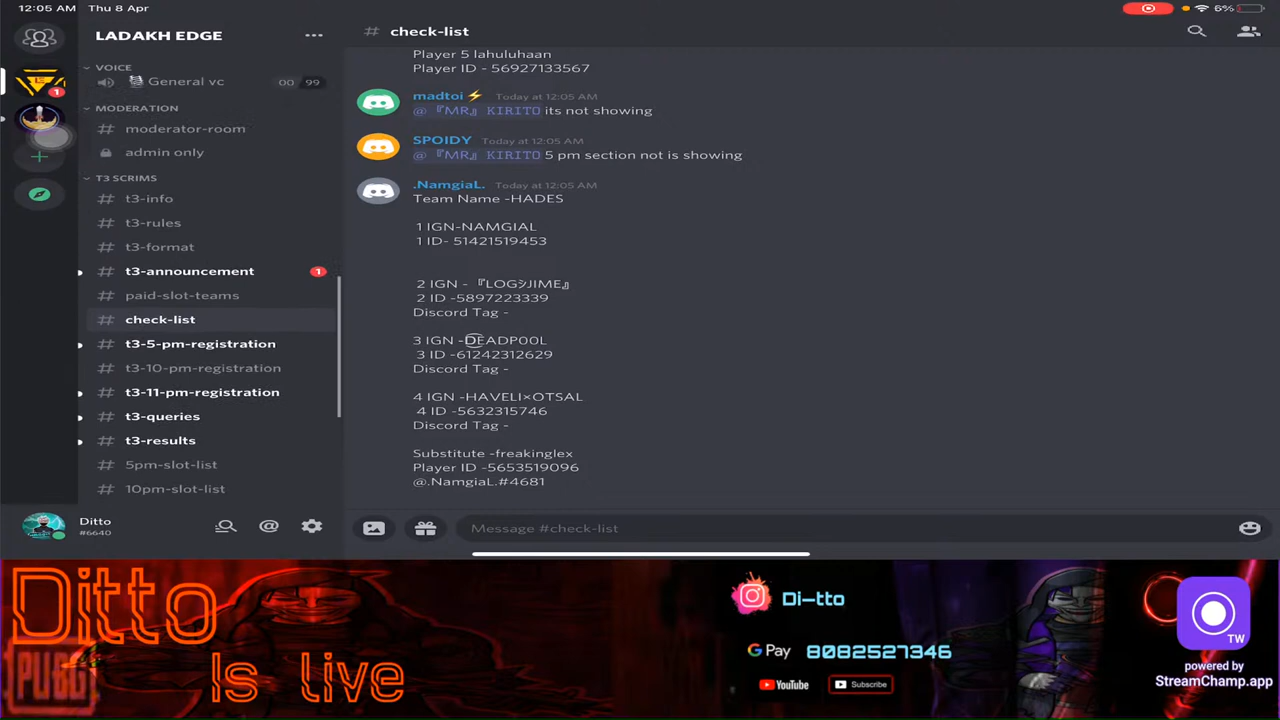 12:05 AM Thu 8 Apr
6%
LADAKH EDGE
VOICE
General vc 00 99
MODERATION
moderator-room
admin only
T3 SCRIMS
t3-info
t3-rules
t3-format
t3-announcement 1
paid-slot-teams
check-list
t3-5-pm-registration
t3-10-pm-registration
t3-11-pm-registration
t3-queries
t3-results
5pm-slot-list
10pm-slot-list
1
Ditto
#6640
# check-list
Player 5 lahuluhaan
Player ID - 56927133567
madtoi⚡ Today at 12:05 AM
@『MR』KIRITO its not showing
SPOIDY Today at 12:05 AM
@『MR』KIRITO 5 pm section not is showing
.NamgiaL. Today at 12:05 AM
Team Name -HADES
1 IGN-NAMGIAL
1 ID- 51421519453
2 IGN - 『LOGシJIME』
2 ID -5897223339
Discord Tag -
3 IGN -DEADP00L
3 ID -61242312629
Discord Tag -
4 IGN -HAVELI×OTSAL
4 ID -5632315746
Discord Tag -
Substitute -freakinglex
Player ID -5653519096
@.NamgiaL.#4681
Message #check-list
Ditto
Is live
PUBG
Di-tto
G Pay 8082527346
YouTube Subscribe
TW
powered by
StreamChamp.app